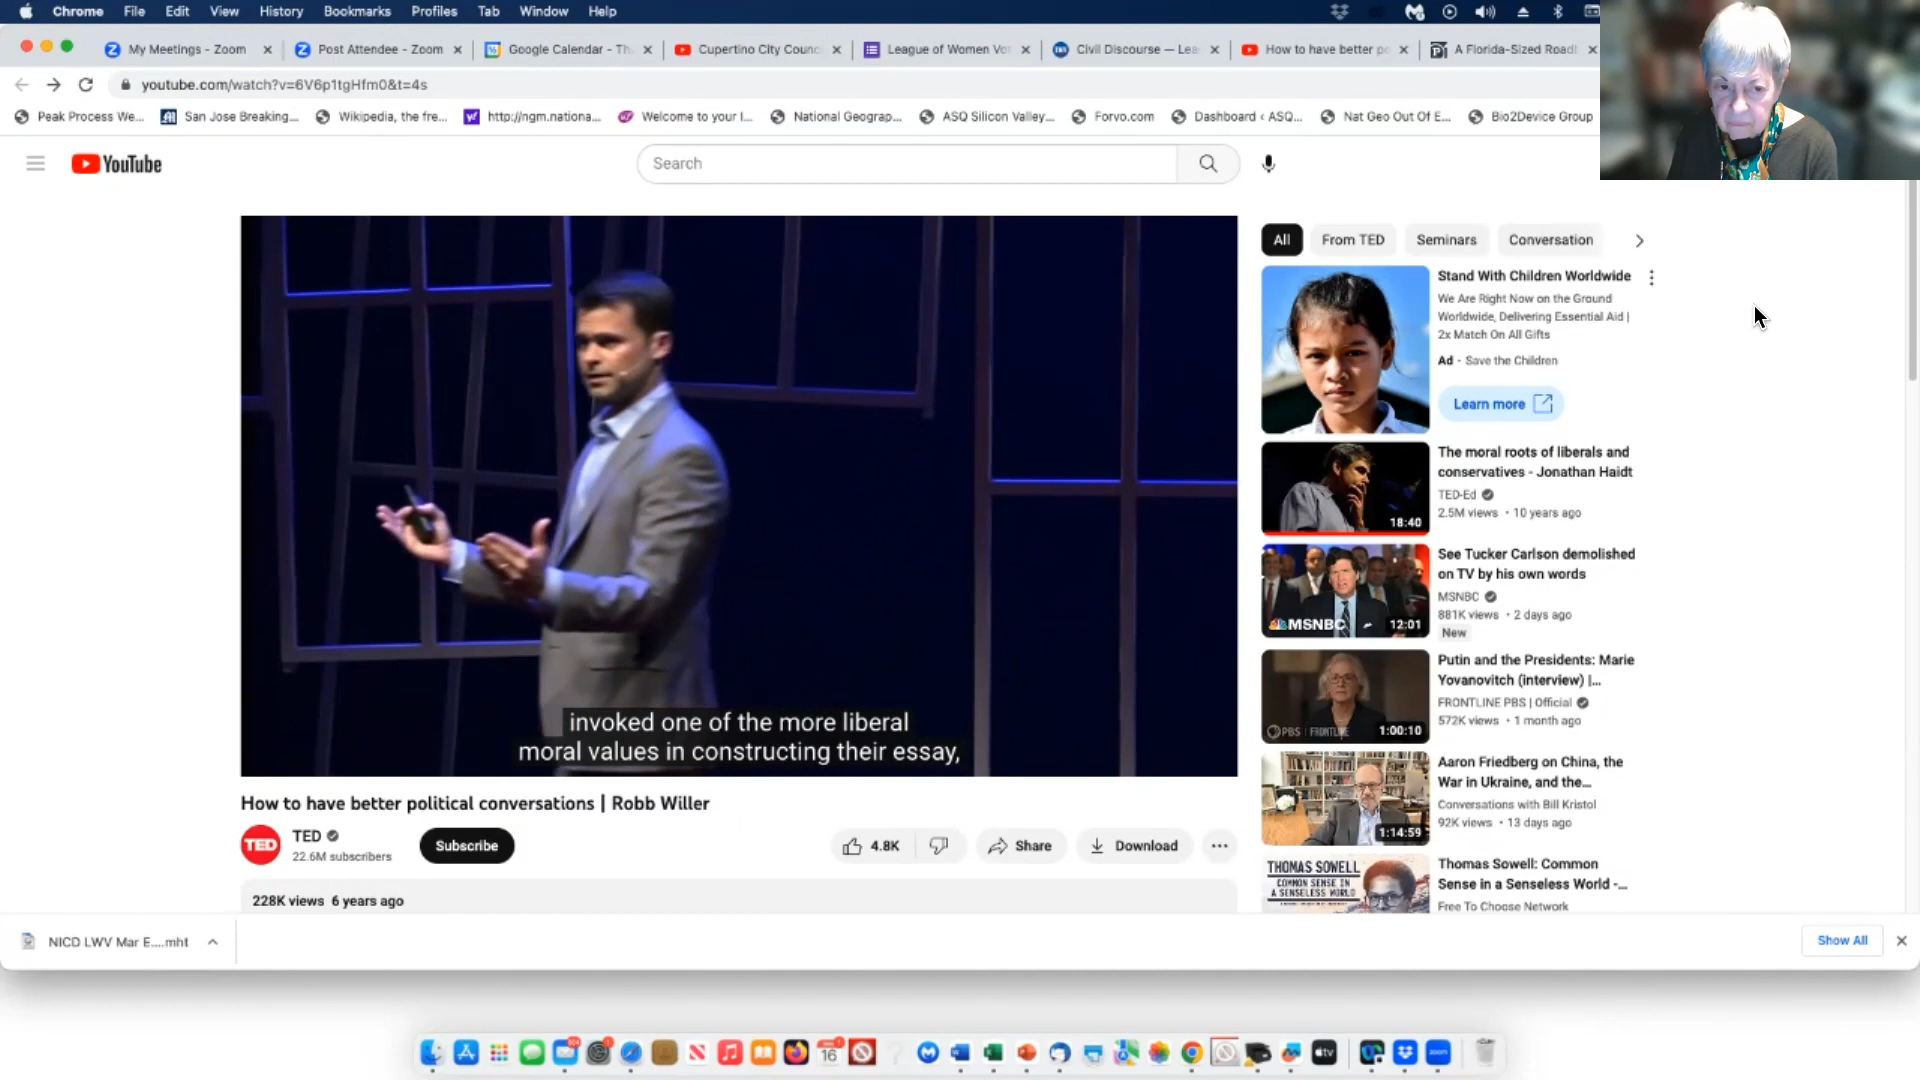 Chrome File Edit View History Bookmarks Profiles Tab Window Help
My Meetings - Zoom
Post Attendee - Zoom
Google Calendar - Th
Cupertino City Counc
League of Women Vo
Civil Discourse — Lea
How to have better po
A Florida-Sized Roadb
youtube.com/watch?v=6V6p1tgHfm0&t=4s
Peak Process We...
San Jose Breaking...
Wikipedia, the fre...
http://ngm.nationa...
Welcome to your l...
National Geograp...
ASQ Silicon Valley...
Forvo.com
Dashboard ‹ ASQ...
Nat Geo Out Of E...
Bio2Device Group
YouTube
Search
invoked one of the more liberal
moral values in constructing their essay,
How to have better political conversations | Robb Willer
TED
TED
22.6M subscribers
Subscribe
4.8K
Share
Download
228K views 6 years ago
All
From TED
Seminars
Conversation
Stand With Children Worldwide
We Are Right Now on the Ground
Worldwide, Delivering Essential Aid |
2x Match On All Gifts
Ad · Save the Children
Learn more
18:40
The moral roots of liberals and
conservatives - Jonathan Haidt
TED-Ed
2.5M views · 10 years ago
MSNBC
12:01
See Tucker Carlson demolished
on TV by his own words
MSNBC
881K views · 2 days ago
New
PBS | FRONTLINE
1:00:10
Putin and the Presidents: Marie
Yovanovitch (interview) |...
FRONTLINE PBS | Official
572K views · 1 month ago
1:14:59
Aaron Friedberg on China, the
War in Ukraine, and the...
Conversations with Bill Kristol
92K views · 13 days ago
THOMAS SOWELL
COMMON SENSE IN
A SENSELESS WORLD
Thomas Sowell: Common
Sense in a Senseless World -...
Free To Choose Network
NICD LWV Mar E....mht
Show All
16
tv
zoom